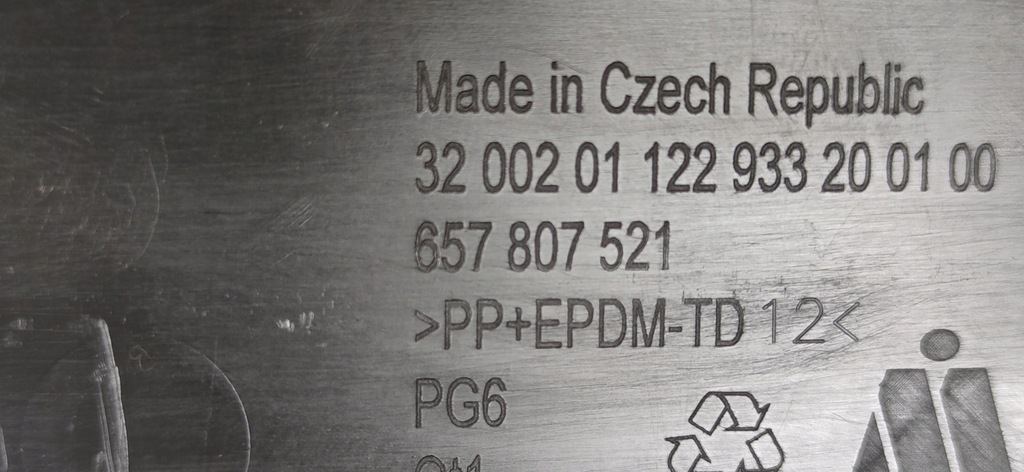 Made in Czech Republic
32 002 01 122 933 20 01 00
657 807 521
>PP+EPDM-TD 12<
PG6